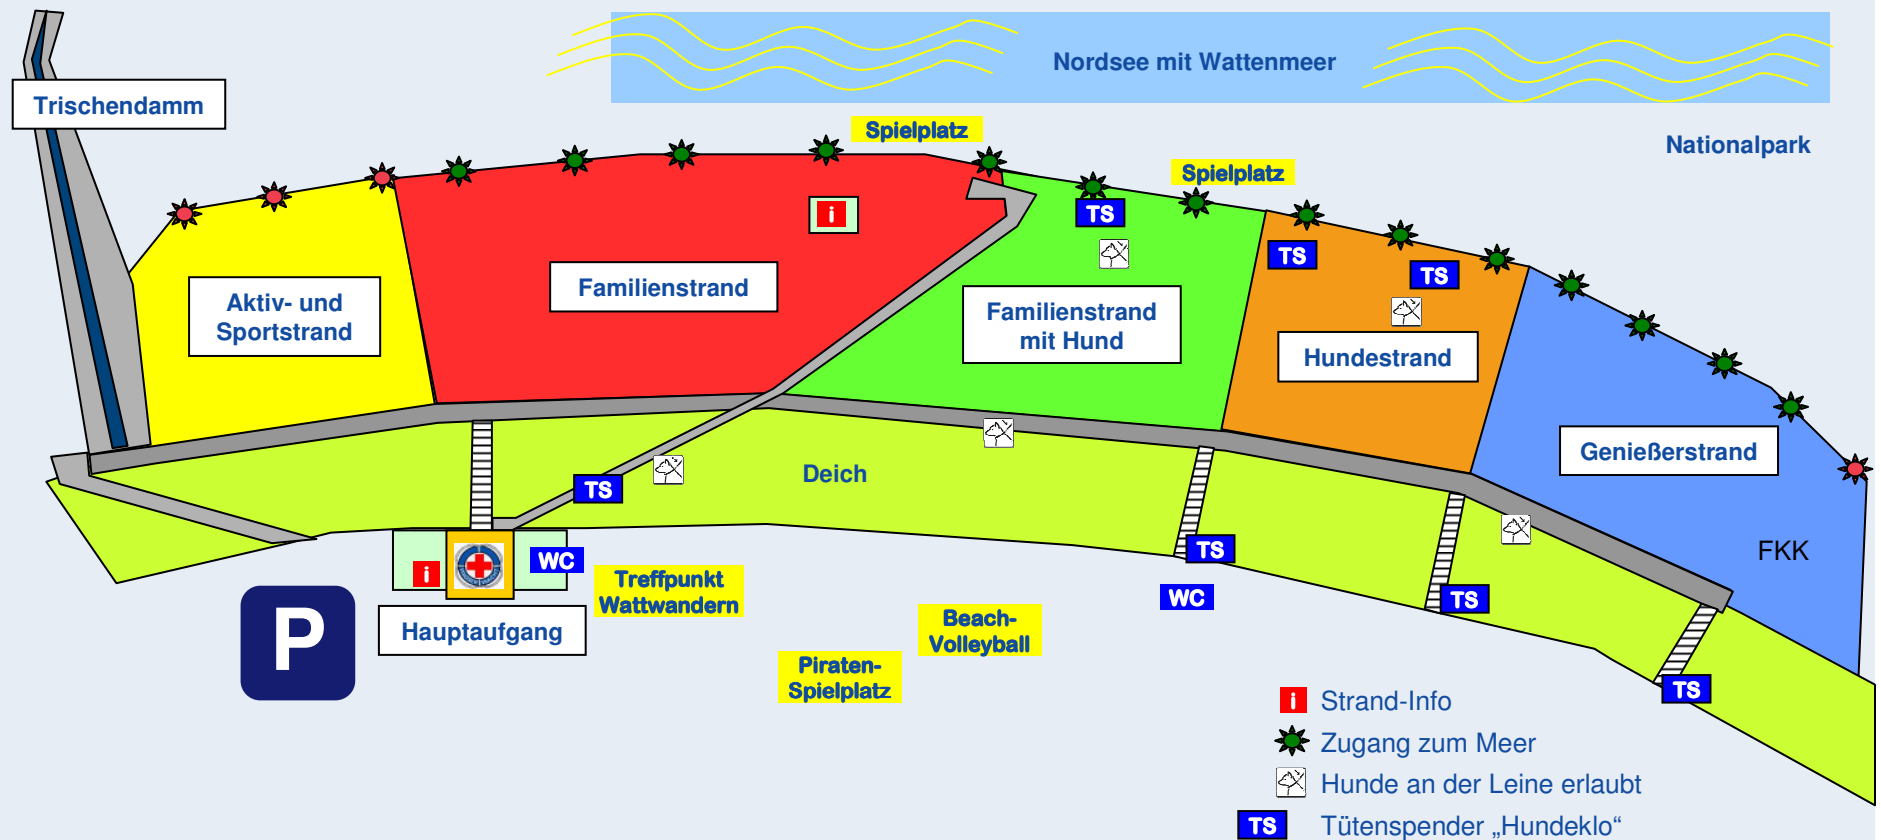 Nordsee mit Wattenmeer
Trischendamm
Spielplatz
Nationalpark
Spielplatz
i
TS
TS
TS
Aktiv- und
Sportstrand
Familienstrand
Familienstrand
mit Hund
Hundestrand
Genießerstrand
Deich
TS
FKK
i
WC
TS
Treffpunkt
Wattwandern
WC
TS
P
Hauptaufgang
Beach-
Volleyball
Piraten-
Spielplatz
TS
i Strand-Info
Zugang zum Meer
Hunde an der Leine erlaubt
TS Tütenspender „Hundeklo“